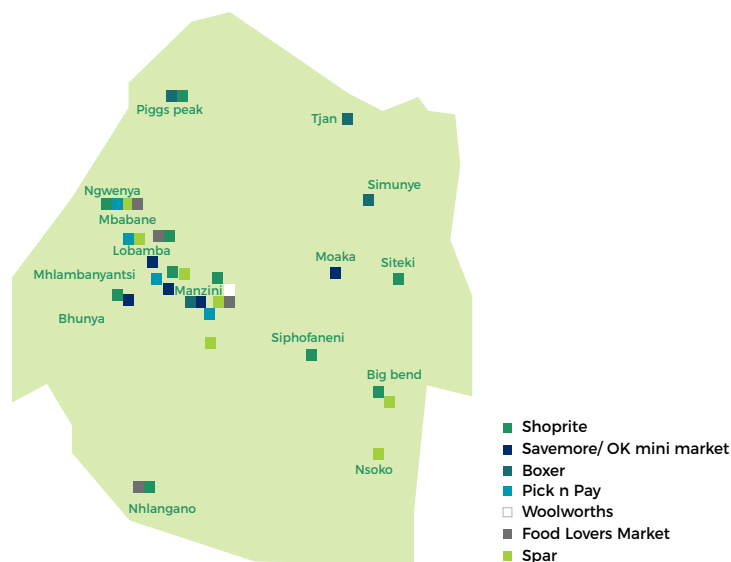 Piggs peak
Tjan
Simunye
Ngwenya
Mbabane
Lobamba
Moaka
Siteki
Mhlambanyantsi
Manzini
Bhunya
Siphofaneni
Big bend
Nsoko
Nhlangano
Shoprite
Savemore/ OK mini market
Boxer
Pick n Pay
Woolworths
Food Lovers Market
Spar